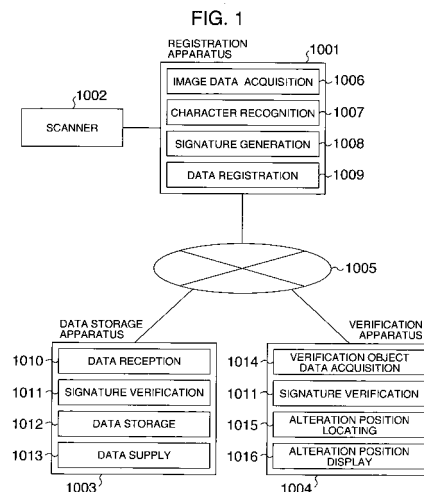 FIG. 1
REGISTRATION
APPARATUS
1001
IMAGE DATA ACQUISITION
1006
1002
CHARACTER RECOGNITION
1007
SCANNER
SIGNATURE GENERATION
1008
DATA REGISTRATION
1009
1005
DATA STORAGE
APPARATUS
1010
DATA RECEPTION
1011
SIGNATURE VERIFICATION
1012
DATA STORAGE
1013
DATA SUPPLY
1003
VERIFICATION
APPARATUS
1014
VERIFICATION OBJECT
DATA ACQUISITION
1011
SIGNATURE VERIFICATION
1015
ALTERATION POSITION
LOCATING
1016
ALTERATION POSITION
DISPLAY
1004